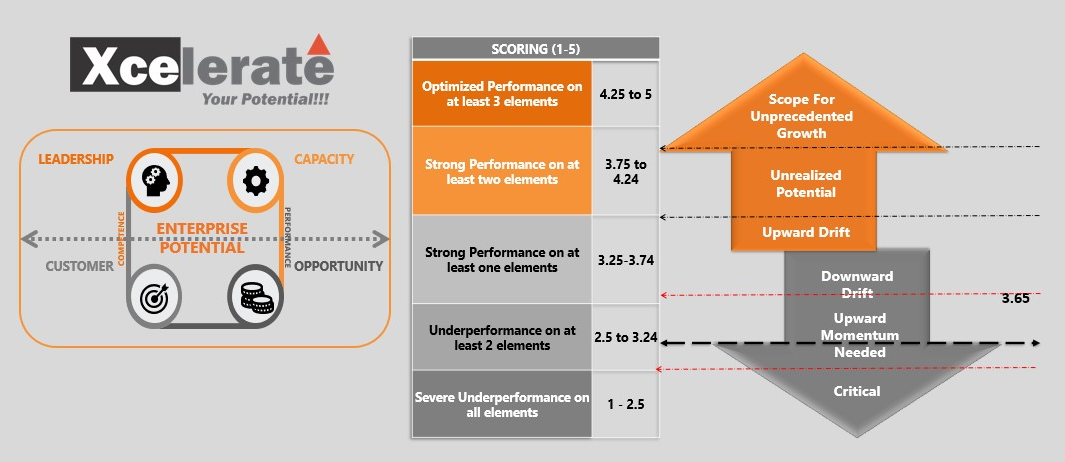 Xcelerate
Your Potential!!!
LEADERSHIP
CAPACITY
COMPETENCE
ENTERPRISE
POTENTIAL
PERFORMANCE
CUSTOMER
OPPORTUNITY
SCORING (1-5)
Optimized Performance on
at least 3 elements
4.25 to 5
Strong Performance on at
least two elements
3.75 to
4.24
Strong Performance on at
least one elements
3.25-3.74
Underperformance on at
least 2 elements
2.5 to 3.24
Severe Underperformance on
all elements
1 - 2.5
Scope For
Unprecedented
Growth
Unrealized
Potential
Upward Drift
Downward
Drift
3.65
Upward
Momentum
Needed
Critical